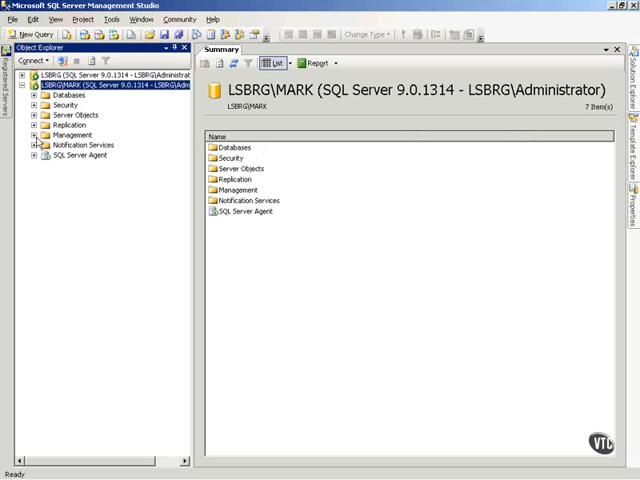 Microsoft SQL Server Management Studio
File Edit View Project Tools Window Community Help
New Query Change Type
Object Explorer
Connect
LSBRG (SQL Server 9.0.1314 - LSBRG\Administrat
LSBRG\MARK (SQL Server 9.0.1314 - LSBRG\Adm
Databases
Security
Server Objects
Replication
Management
Notification Services
SQL Server Agent
Registered Servers
Summary
List Report
LSBRG\MARK (SQL Server 9.0.1314 - LSBRG\Administrator)
LSBRG\MARK 7 Item(s)
Name
Databases
Security
Server Objects
Replication
Management
Notification Services
SQL Server Agent
Solution Explorer
Template Explorer
Properties
VTC
Ready